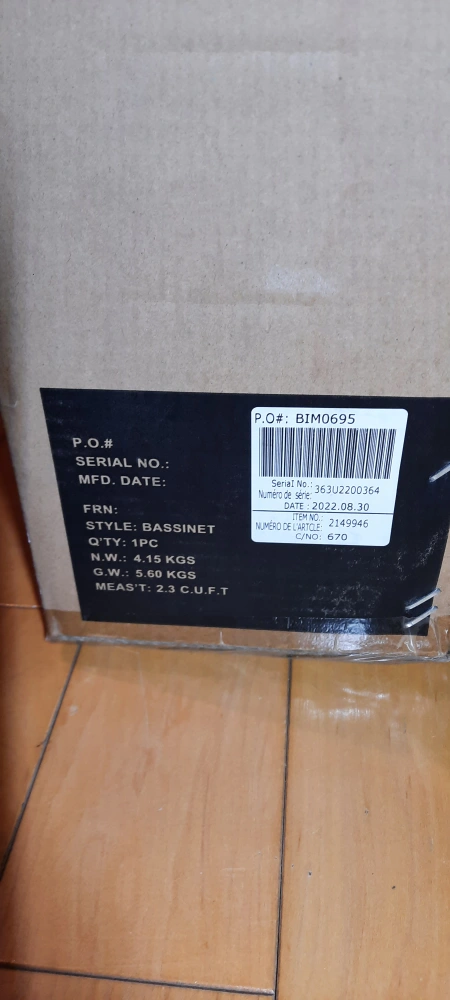 P.O.#
SERIAL NO.:
MFD. DATE:
FRN:
STYLE: BASSINET
Q'TY: 1PC
N.W.: 4.15 KGS
G.W.: 5.60 KGS
MEAS'T: 2.3 C.U.F.T
P.O#: BIM0695
Serial No.:
Numéro de série: 363U2200364
DATE : 2022.08.30
ITEM NO.:
NUMÉRO DE L'ARTCLE: 2149946
C/NO: 670